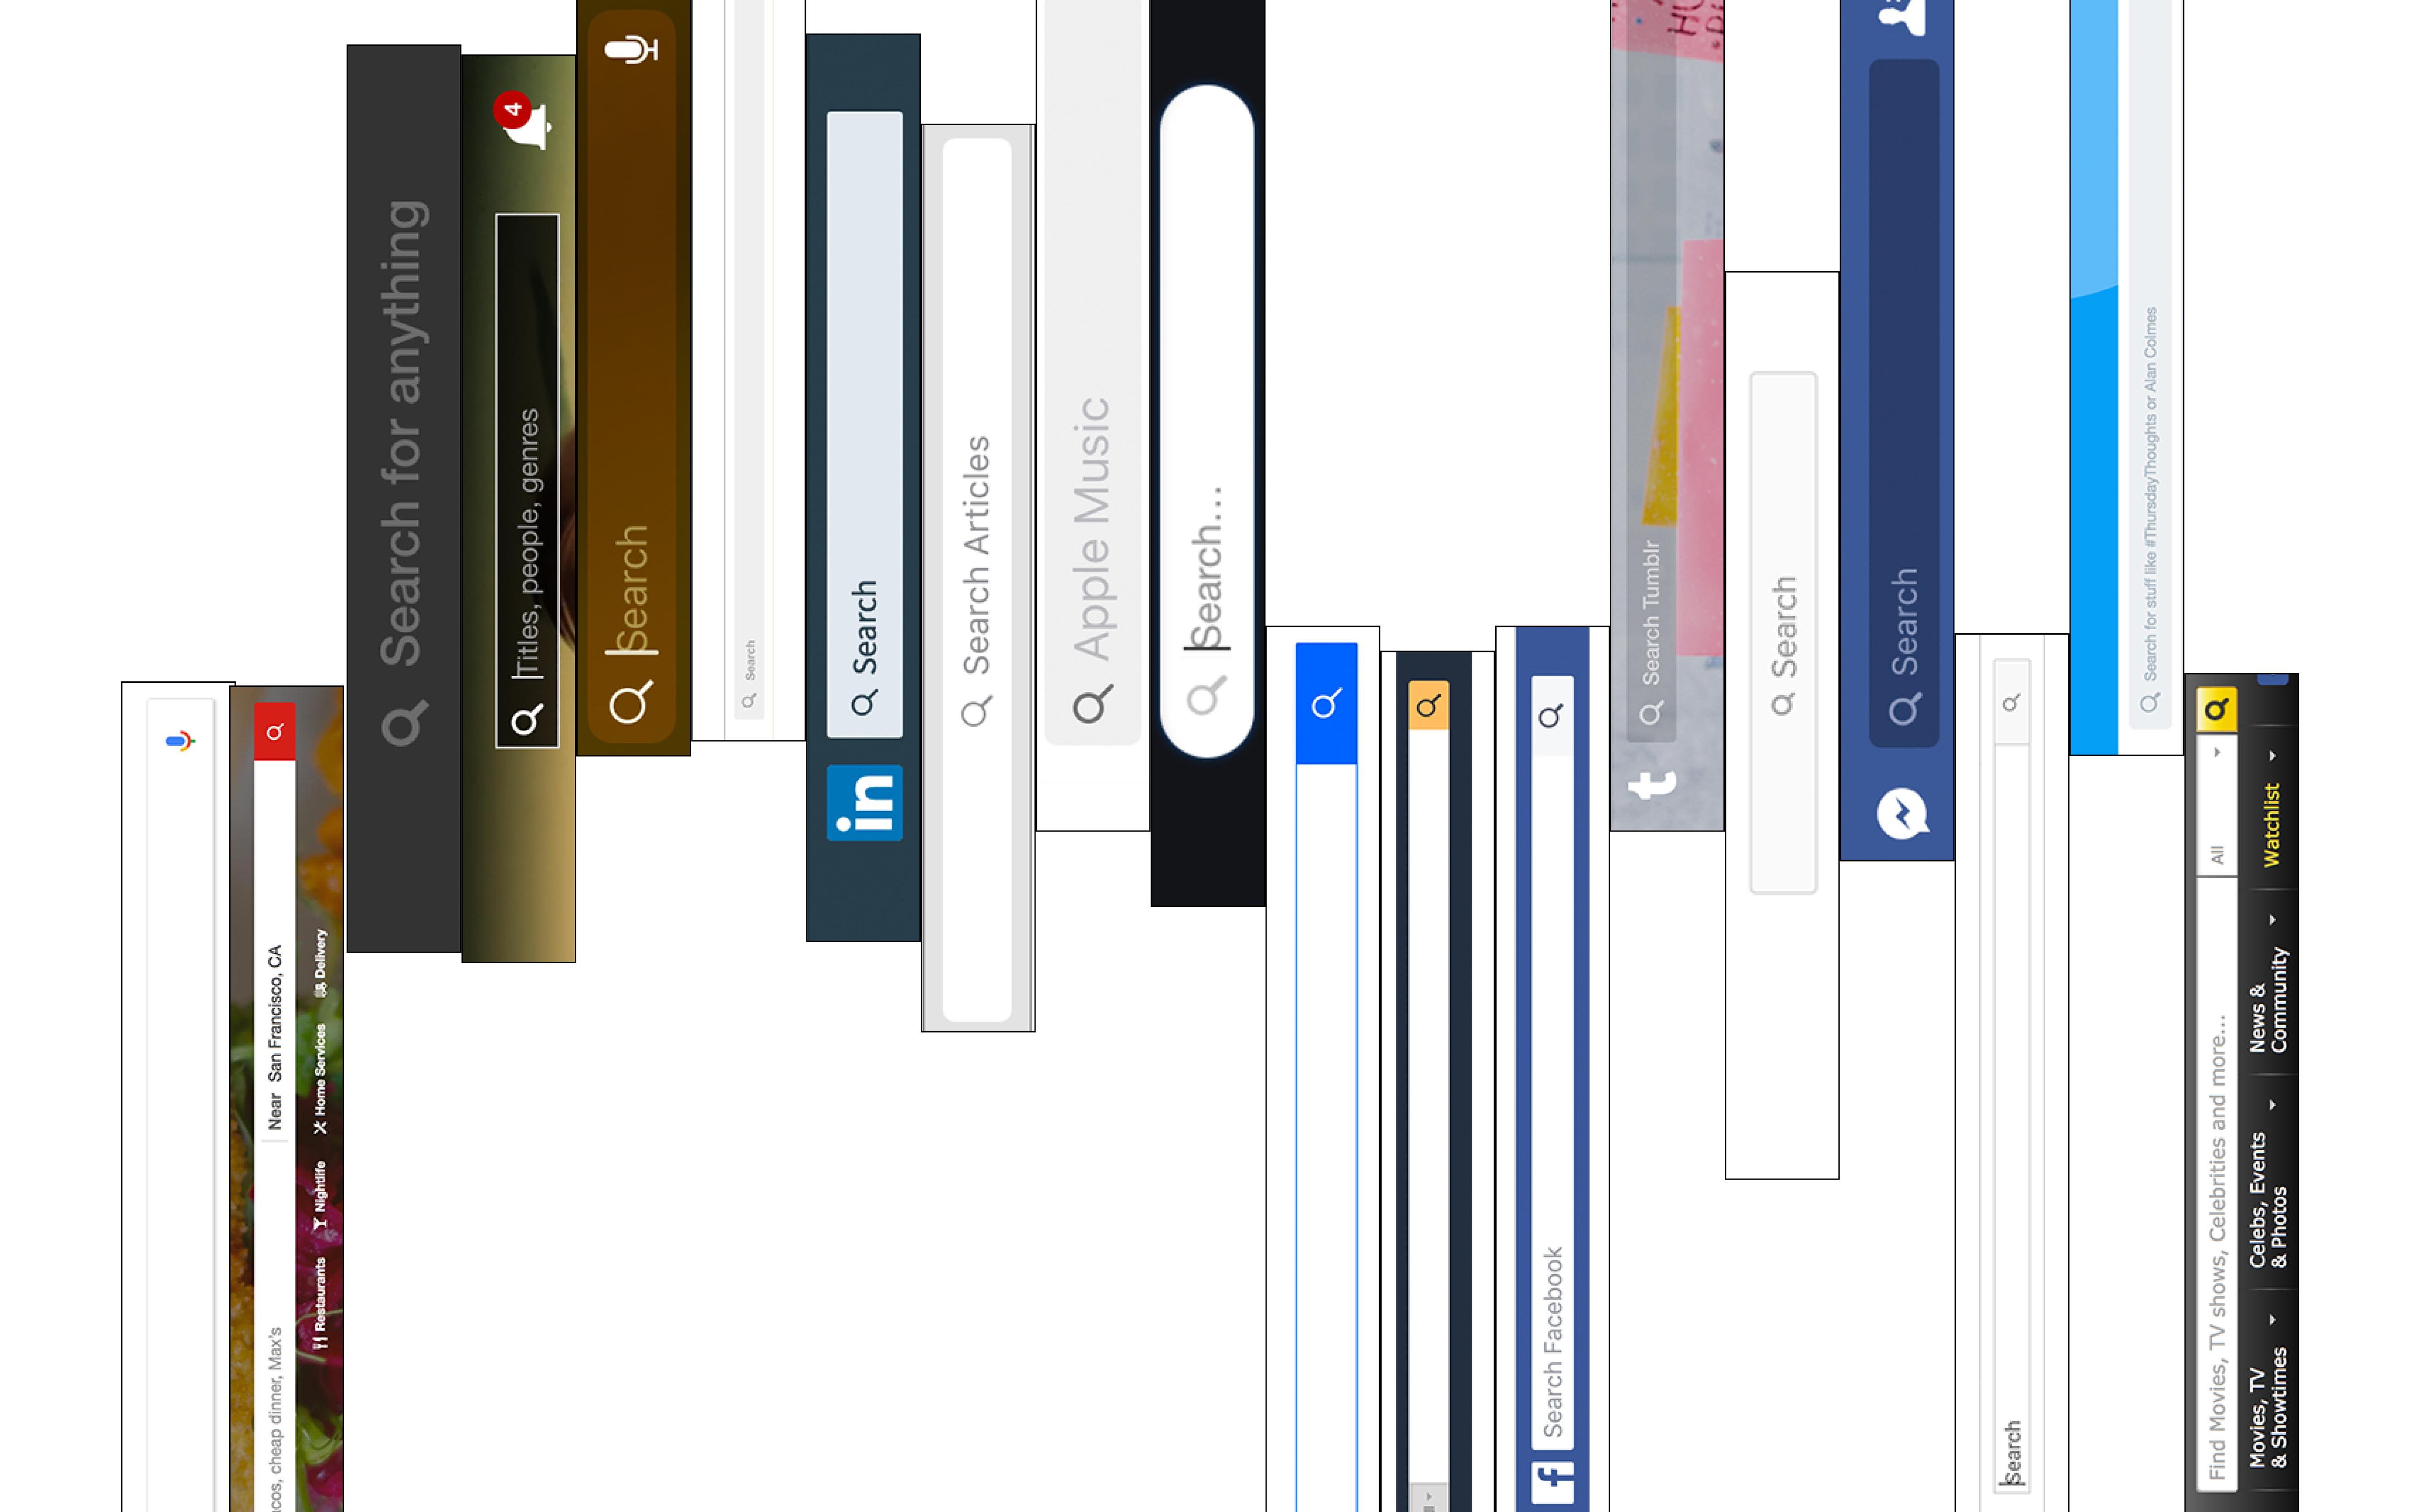 acos, cheap dinner, Max's
Near San Francisco, CA
Restaurants
Nightlife
Home Services
Delivery
Search for anything
Titles, people, genres
4
Search
Search
in
Search
Search Articles
Apple Music
Search...
f
Search Facebook
t
Search Tumblr
Search
Search
Search
Search for stuff like #ThursdayThoughts or Alan Colmes
Find Movies, TV shows, Celebrities and more...
All
Movies, TV
& Showtimes
Celebs, Events
& Photos
News &
Community
Watchlist